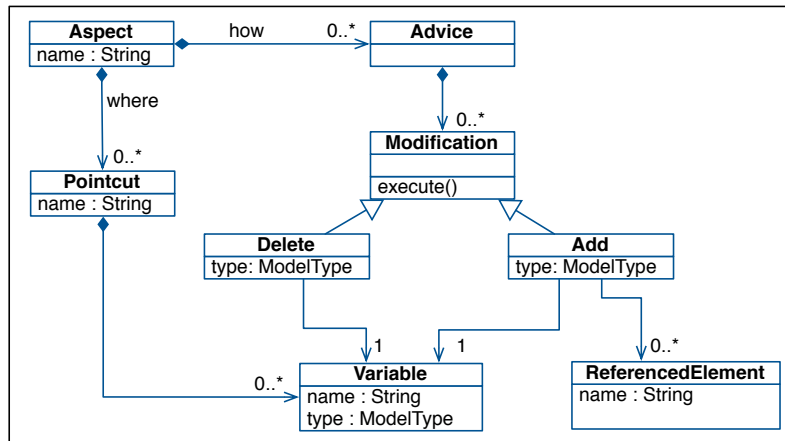 Aspect
name : String
how
0..*
Advice
where
0..*
0..*
Modification
execute()
Pointcut
name : String
Delete
type: ModelType
Add
type: ModelType
1
1
0..*
0..*
Variable
name : String
type : ModelType
ReferencedElement
name : String